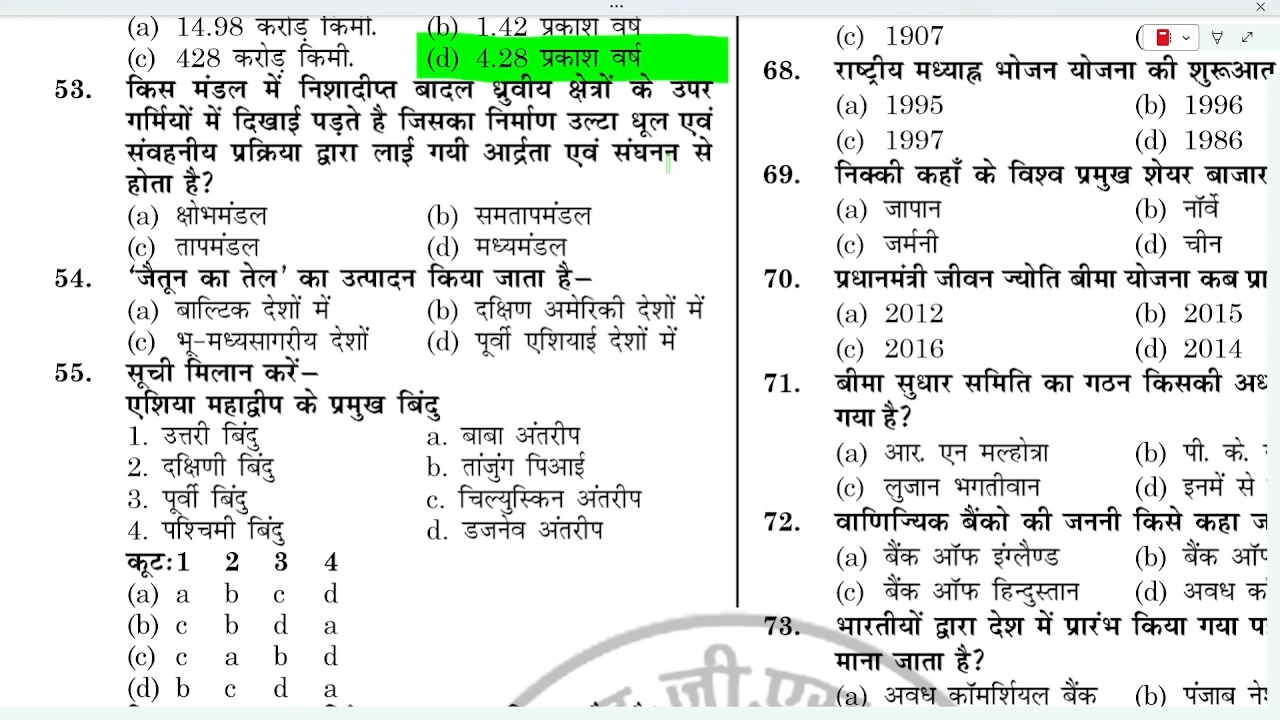 (a) 14.98 करोड़ किमी. (b) 1.42 प्रकाश वर्ष
(c) 428 करोड़ किमी. (d) 4.28 प्रकाश वर्ष
53. किस मंडल में निशादीप्त बादल ध्रुवीय क्षेत्रों के उपर
गर्मियों में दिखाई पड़ते है जिसका निर्माण उल्टा धूल एवं
संवहनीय प्रक्रिया द्वारा लाई गयी आर्द्रता एवं संघनन से
होता है?
(a) क्षोभमंडल (b) समतापमंडल
(c) तापमंडल (d) मध्यमंडल
54. ‘जैतून का तेल’ का उत्पादन किया जाता है–
(a) बाल्टिक देशों में (b) दक्षिण अमेरिकी देशों में
(c) भू-मध्यसागरीय देशों (d) पूर्वी एशियाई देशों में
55. सूची मिलान करें–
एशिया महाद्वीप के प्रमुख बिंदु
1. उत्तरी बिंदु a. बाबा अंतरीप
2. दक्षिणी बिंदु b. तांजुंग पिआई
3. पूर्वी बिंदु c. चिल्युस्किन अंतरीप
4. पश्चिमी बिंदु d. डजनेव अंतरीप
कूटः 1 2 3 4
(a) a b c d
(b) c b d a
(c) c a b d
(d) b c d a
(c) 1907
68. राष्ट्रीय मध्याह्न भोजन योजना की शुरूआत
(a) 1995 (b) 1996
(c) 1997 (d) 1986
69. निक्की कहाँ के विश्व प्रमुख शेयर बाजार
(a) जापान (b) नॉर्वे
(c) जर्मनी (d) चीन
70. प्रधानमंत्री जीवन ज्योति बीमा योजना कब प्रा
(a) 2012 (b) 2015
(c) 2016 (d) 2014
71. बीमा सुधार समिति का गठन किसकी अध
गया है?
(a) आर. एन मल्होत्रा (b) पी. के.
(c) लुजान भगतीवान (d) इनमें से
72. वाणिज्यिक बैंको की जननी किसे कहा ज
(a) बैंक ऑफ इंग्लैण्ड (b) बैंक ऑफ
(c) बैंक ऑफ हिन्दुस्तान (d) अवध क
73. भारतीयों द्वारा देश में प्रारंभ किया गया प
माना जाता है?
(a) अवध कॉमर्शियल बैंक (b) पंजाब ने